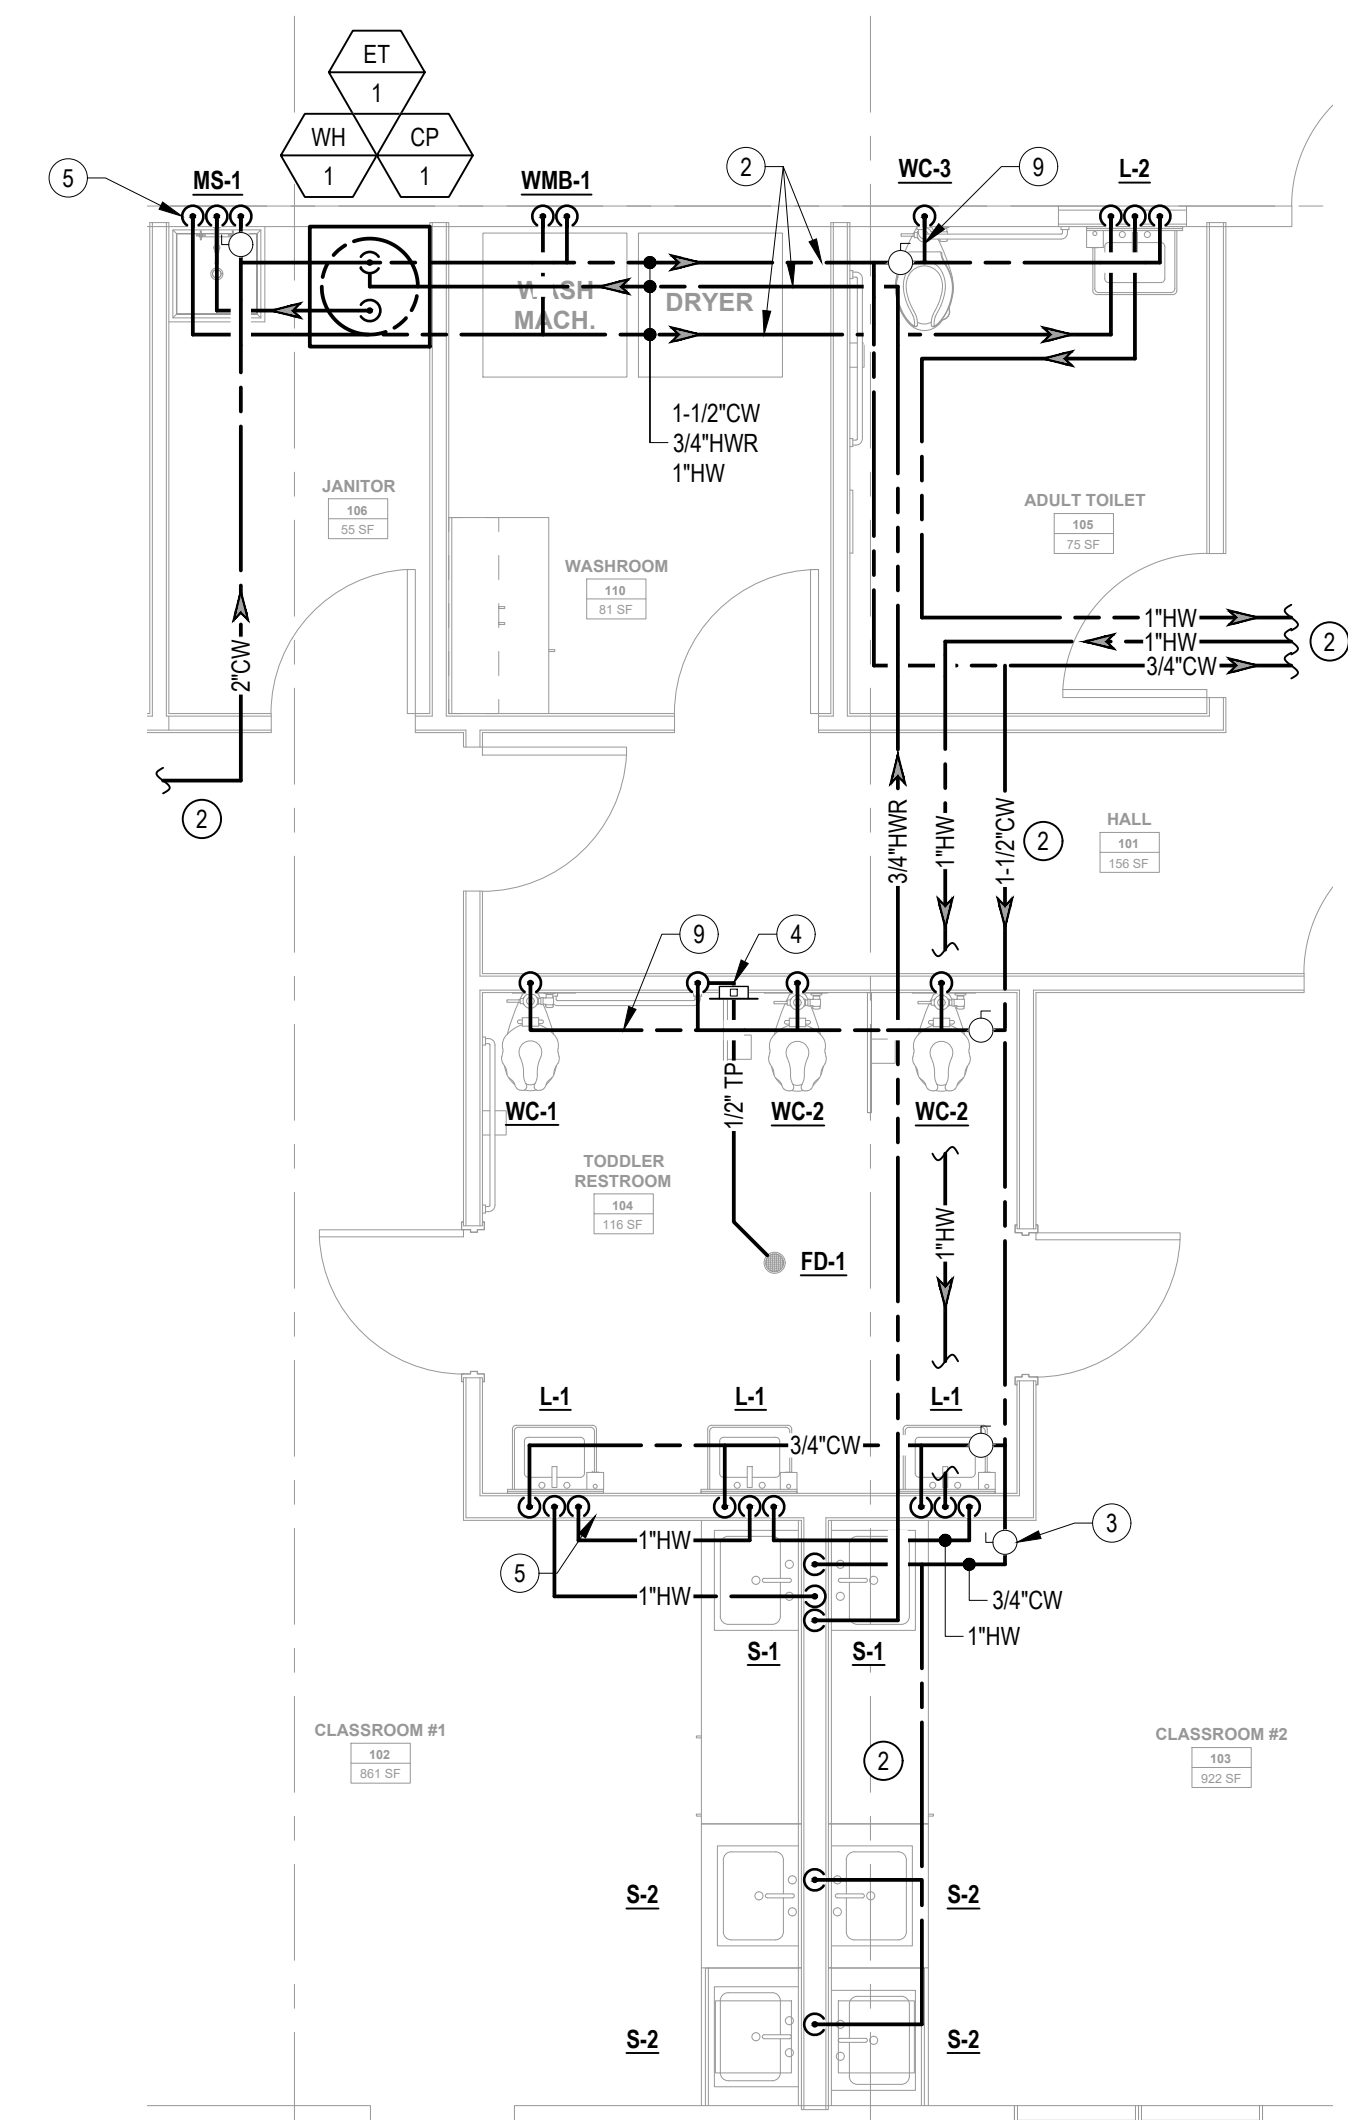 ET
1
WH
1
CP
1
5
MS-1
WMB-1
2
WC-3
9
L-2
WASH
MACH.
DRYER
1-1/2"CW
3/4"HWR
1"HW
JANITOR
106
55 SF
ADULT TOILET
105
75 SF
WASHROOM
110
81 SF
1"HW
1"HW
3/4"CW
2
2"CW
2
3/4"HWR
1"HW
1-1/2"CW
2
HALL
101
156 SF
9
4
1/2" TP
WC-1
WC-2
WC-2
TODDLER
RESTROOM
104
116 SF
FD-1
1"HW
L-1
L-1
L-1
3/4"CW
3
1"HW
5
1"HW
3/4"CW
1"HW
S-1
S-1
CLASSROOM #1
102
861 SF
2
CLASSROOM #2
103
922 SF
S-2
S-2
S-2
S-2